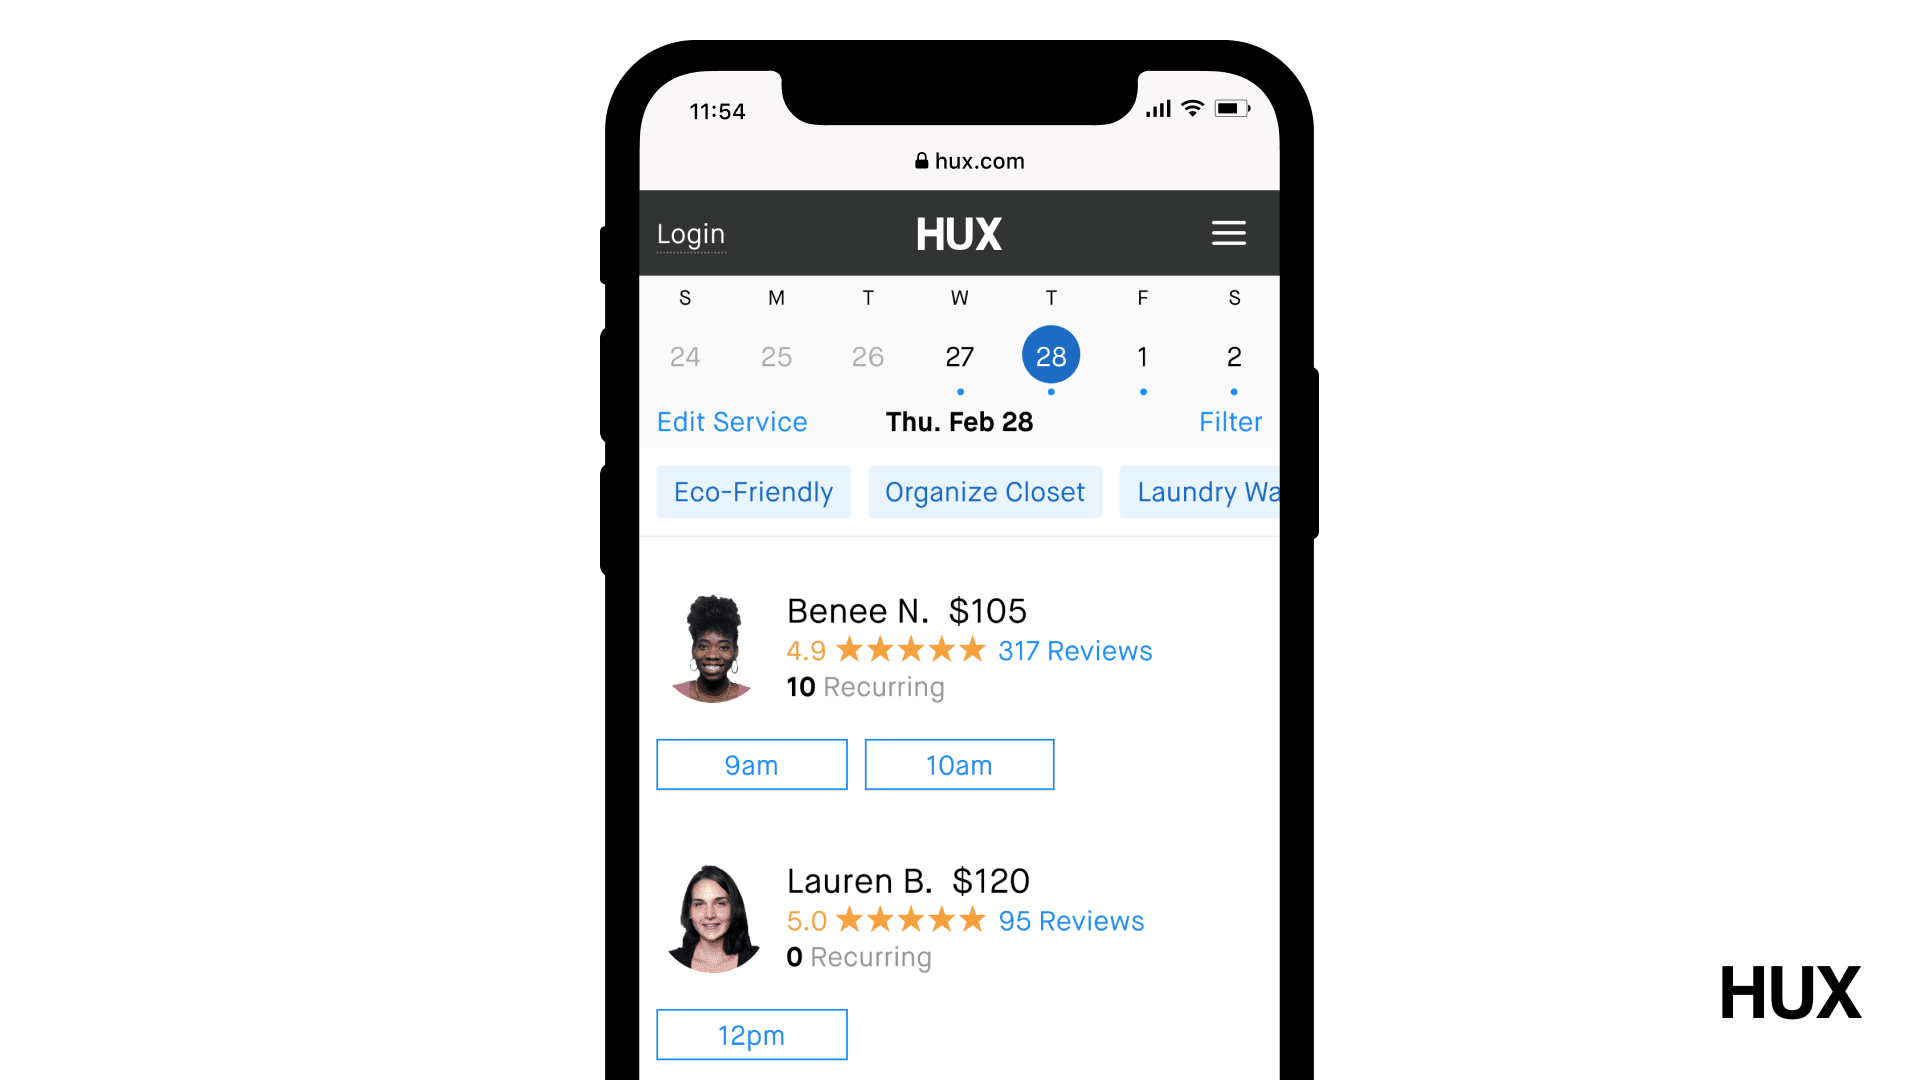 11:54
hux.com
Login HUX
S M T W T F S
24 25 26 27 28 1 2
Edit Service Thu. Feb 28 Filter
Eco-Friendly Organize Closet Laundry Wa
Benee N. $105
4.9 317 Reviews
10 Recurring
9am 10am
Lauren B. $120
5.0 95 Reviews
0 Recurring
12pm
HUX